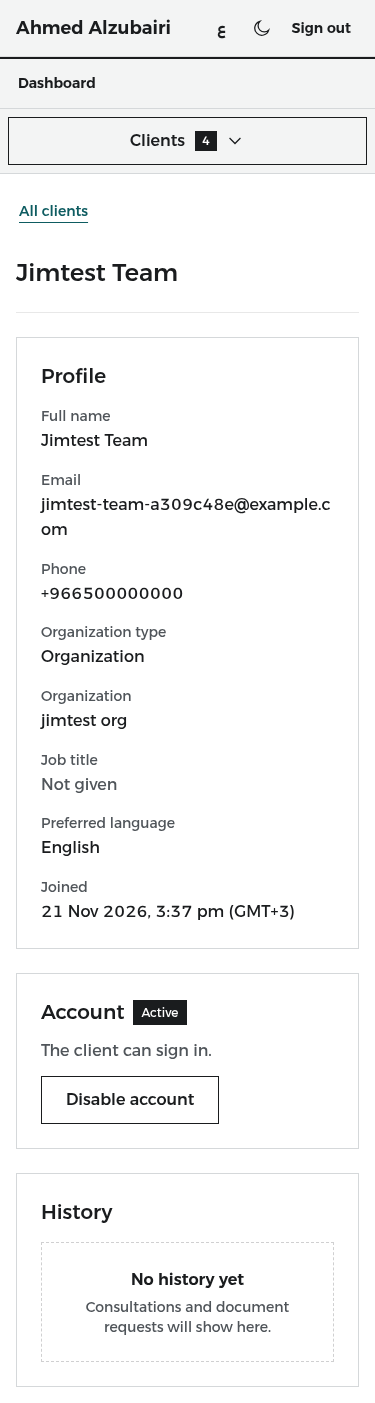 Ahmed Alzubairi
ع
Sign out
Dashboard
Clients 4
All clients
Jimtest Team
Profile
Full name
Jimtest Team
Email
jimtest-team-a309c48e@example.c
om
Phone
+966500000000
Organization type
Organization
Organization
jimtest org
Job title
Not given
Preferred language
English
Joined
21 Nov 2026, 3:37 pm (GMT+3)
Account Active
The client can sign in.
Disable account
History
No history yet
Consultations and document
requests will show here.